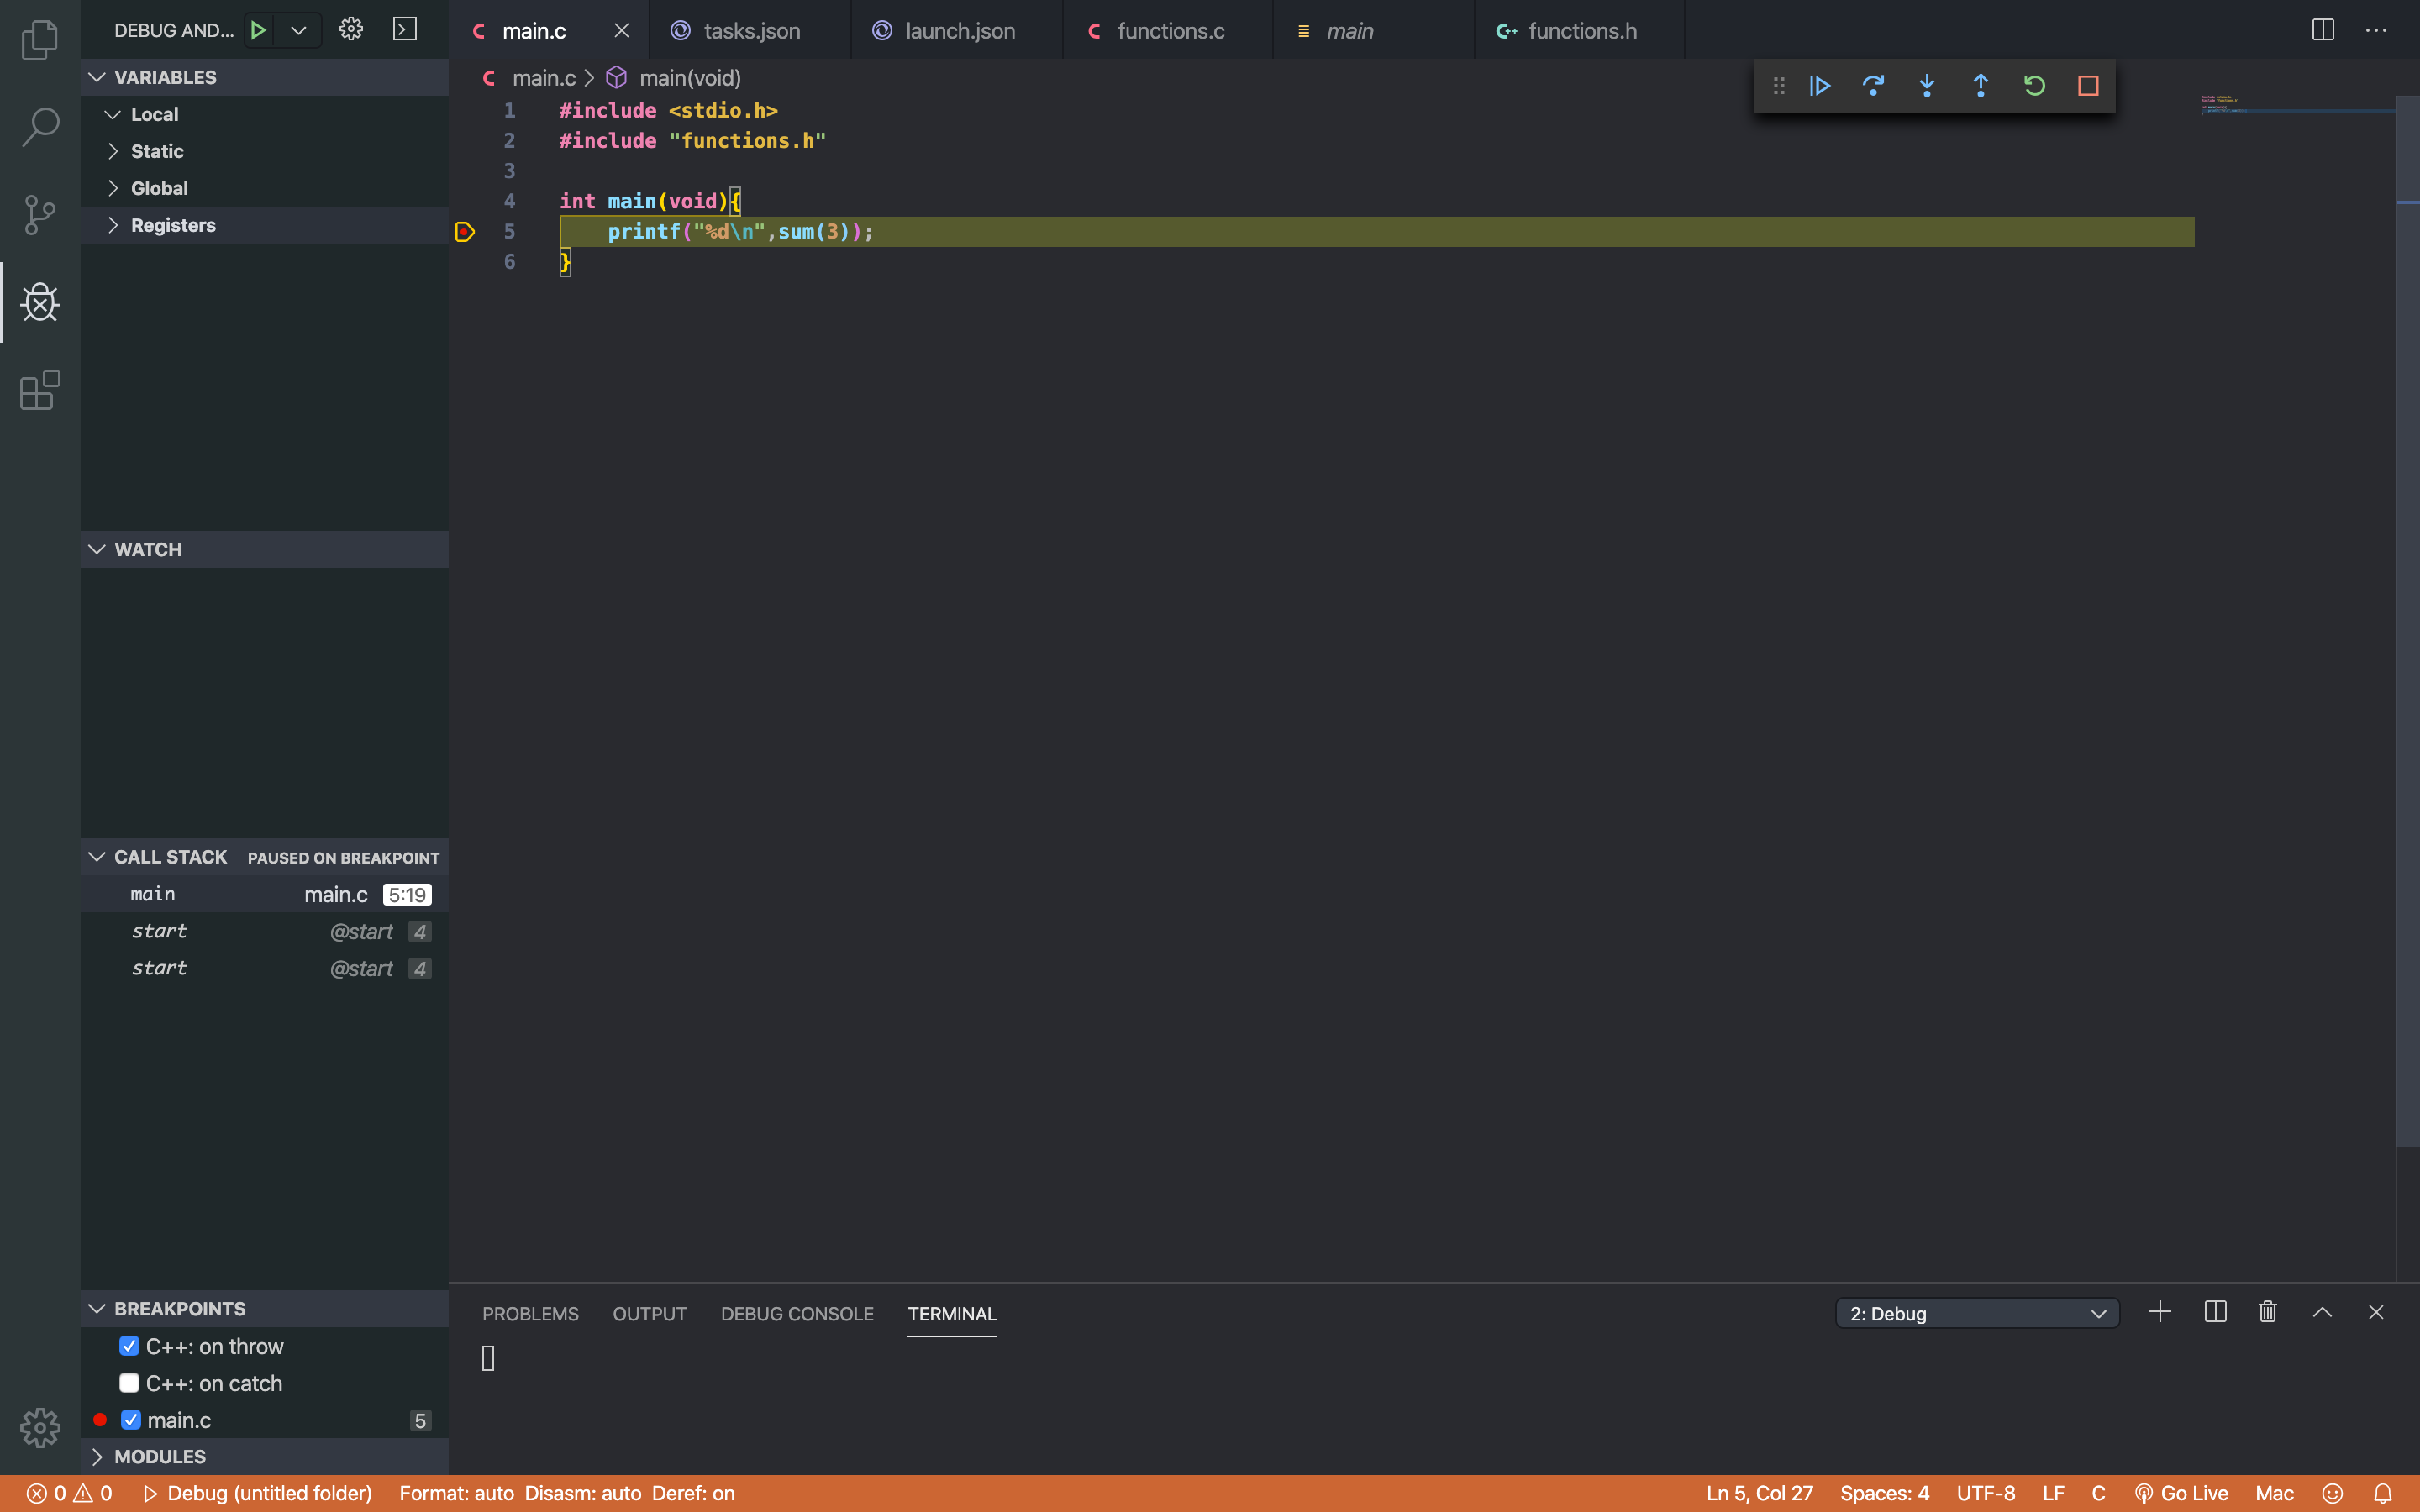 DEBUG AND...
main.c
tasks.json
launch.json
functions.c
main
functions.h
VARIABLES
Local
Static
Global
Registers
main.c > main(void)
1 #include <stdio.h>
2 #include "functions.h"
3
4 int main(void){
5 printf("%d\n",sum(3));
6 }
WATCH
CALL STACK PAUSED ON BREAKPOINT
main main.c 5:19
start @start 4
start @start 4
BREAKPOINTS
C++: on throw
C++: on catch
main.c 5
MODULES
PROBLEMS OUTPUT DEBUG CONSOLE TERMINAL 2: Debug
0 0 Debug (untitled folder) Format: auto Disasm: auto Deref: on Ln 5, Col 27 Spaces: 4 UTF-8 LF C Go Live Mac